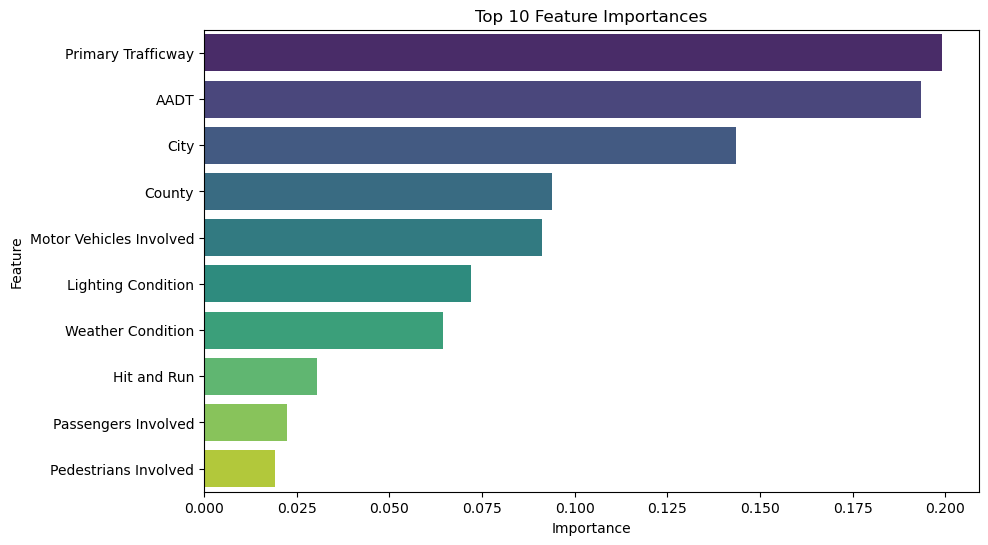 Top 10 Feature Importances
Primary Trafficway
AADT
City
County
Motor Vehicles Involved
Lighting Condition
Weather Condition
Hit and Run
Passengers Involved
Pedestrians Involved
Feature
0.000 0.025 0.050 0.075 0.100 0.125 0.150 0.175 0.200
Importance